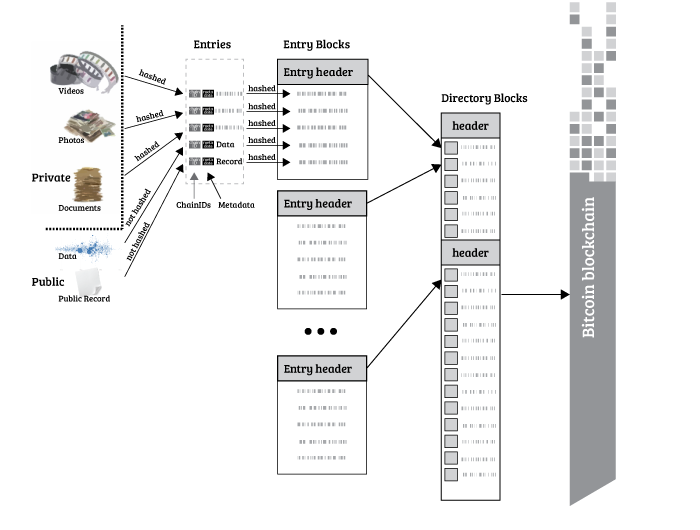 Entries
Entry Blocks
Directory Blocks
Videos
Photos
Private
Documents
Data
Public
Public Record
hashed
hashed
hashed
not hashed
not hashed
Data
Record
ChainIDs
Metadata
hashed
hashed
hashed
hashed
hashed
Entry header
Entry header
Entry header
header
header
Bitcoin blockchain